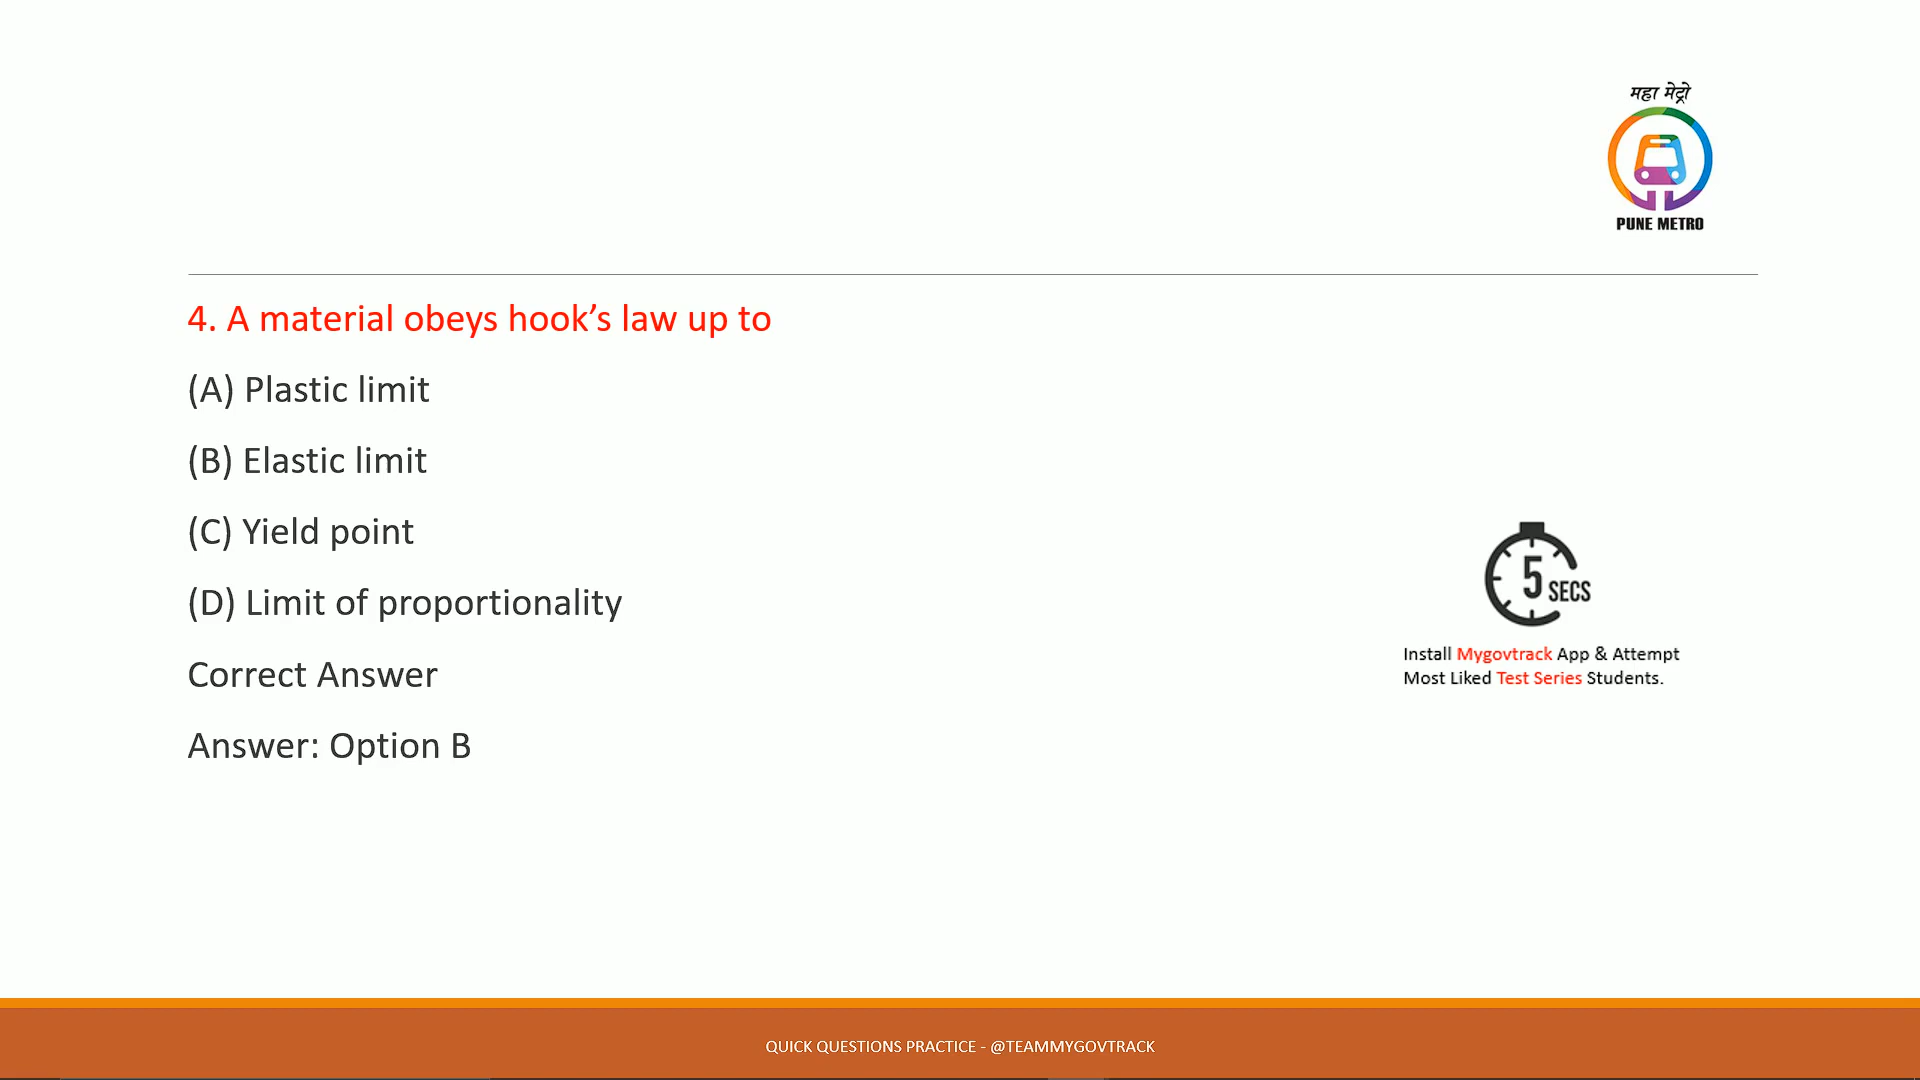 महा मेट्रो
PUNE METRO
4. A material obeys hook’s law up to
(A) Plastic limit
(B) Elastic limit
(C) Yield point
(D) Limit of proportionality
Correct Answer
Answer: Option B
5 SECS
Install Mygovtrack App & Attempt
Most Liked Test Series Students.
QUICK QUESTIONS PRACTICE - @TEAMMYGOVTRACK